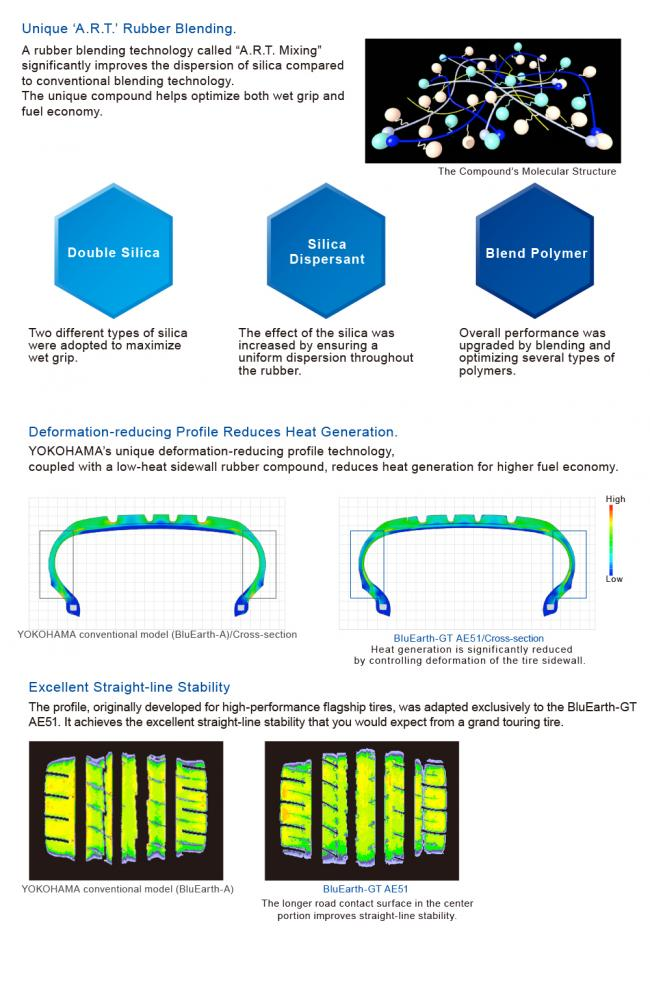 Unique ‘A.R.T.’ Rubber Blending.
A rubber blending technology called “A.R.T. Mixing”
significantly improves the dispersion of silica compared
to conventional blending technology.
The unique compound helps optimize both wet grip and
fuel economy.
The Compound's Molecular Structure
Double Silica
Silica
Dispersant
Blend Polymer
Two different types of silica
were adopted to maximize
wet grip.
The effect of the silica was
increased by ensuring a
uniform dispersion throughout
the rubber.
Overall performance was
upgraded by blending and
optimizing several types of
polymers.
Deformation-reducing Profile Reduces Heat Generation.
YOKOHAMA's unique deformation-reducing profile technology,
coupled with a low-heat sidewall rubber compound, reduces heat generation for higher fuel economy.
High
Low
YOKOHAMA conventional model (BluEarth-A)/Cross-section
BluEarth-GT AE51/Cross-section
Heat generation is significantly reduced
by controlling deformation of the tire sidewall.
Excellent Straight-line Stability
The profile, originally developed for high-performance flagship tires, was adapted exclusively to the BluEarth-GT
AE51. It achieves the excellent straight-line stability that you would expect from a grand touring tire.
YOKOHAMA conventional model (BluEarth-A)
BluEarth-GT AE51
The longer road contact surface in the center
portion improves straight-line stability.